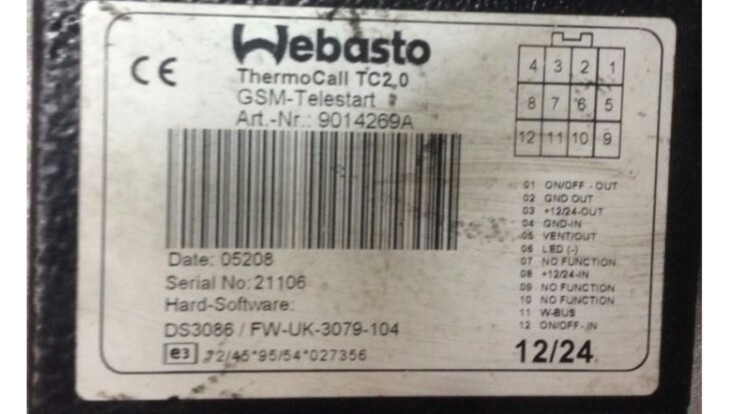 Webasto
CE
ThermoCall TC2.0
GSM-Telestart
Art.-Nr.: 9014269A
4 3 2 1
8 7 6 5
12 11 10 9
01 ON/OFF - OUT
02 GND OUT
03 +12/24-OUT
04 GND-IN
05 VENT/OUT
06 LED (-)
07 NO FUNCTION
08 +12/24-IN
09 NO FUNCTION
10 NO FUNCTION
11 W-BUS
12 ON/OFF-IN
12/24
Date: 05208
Serial No: 21106
Hard-Software:
DS3086 / FW-UK-3079-104
e3 72/45*95/54*027356